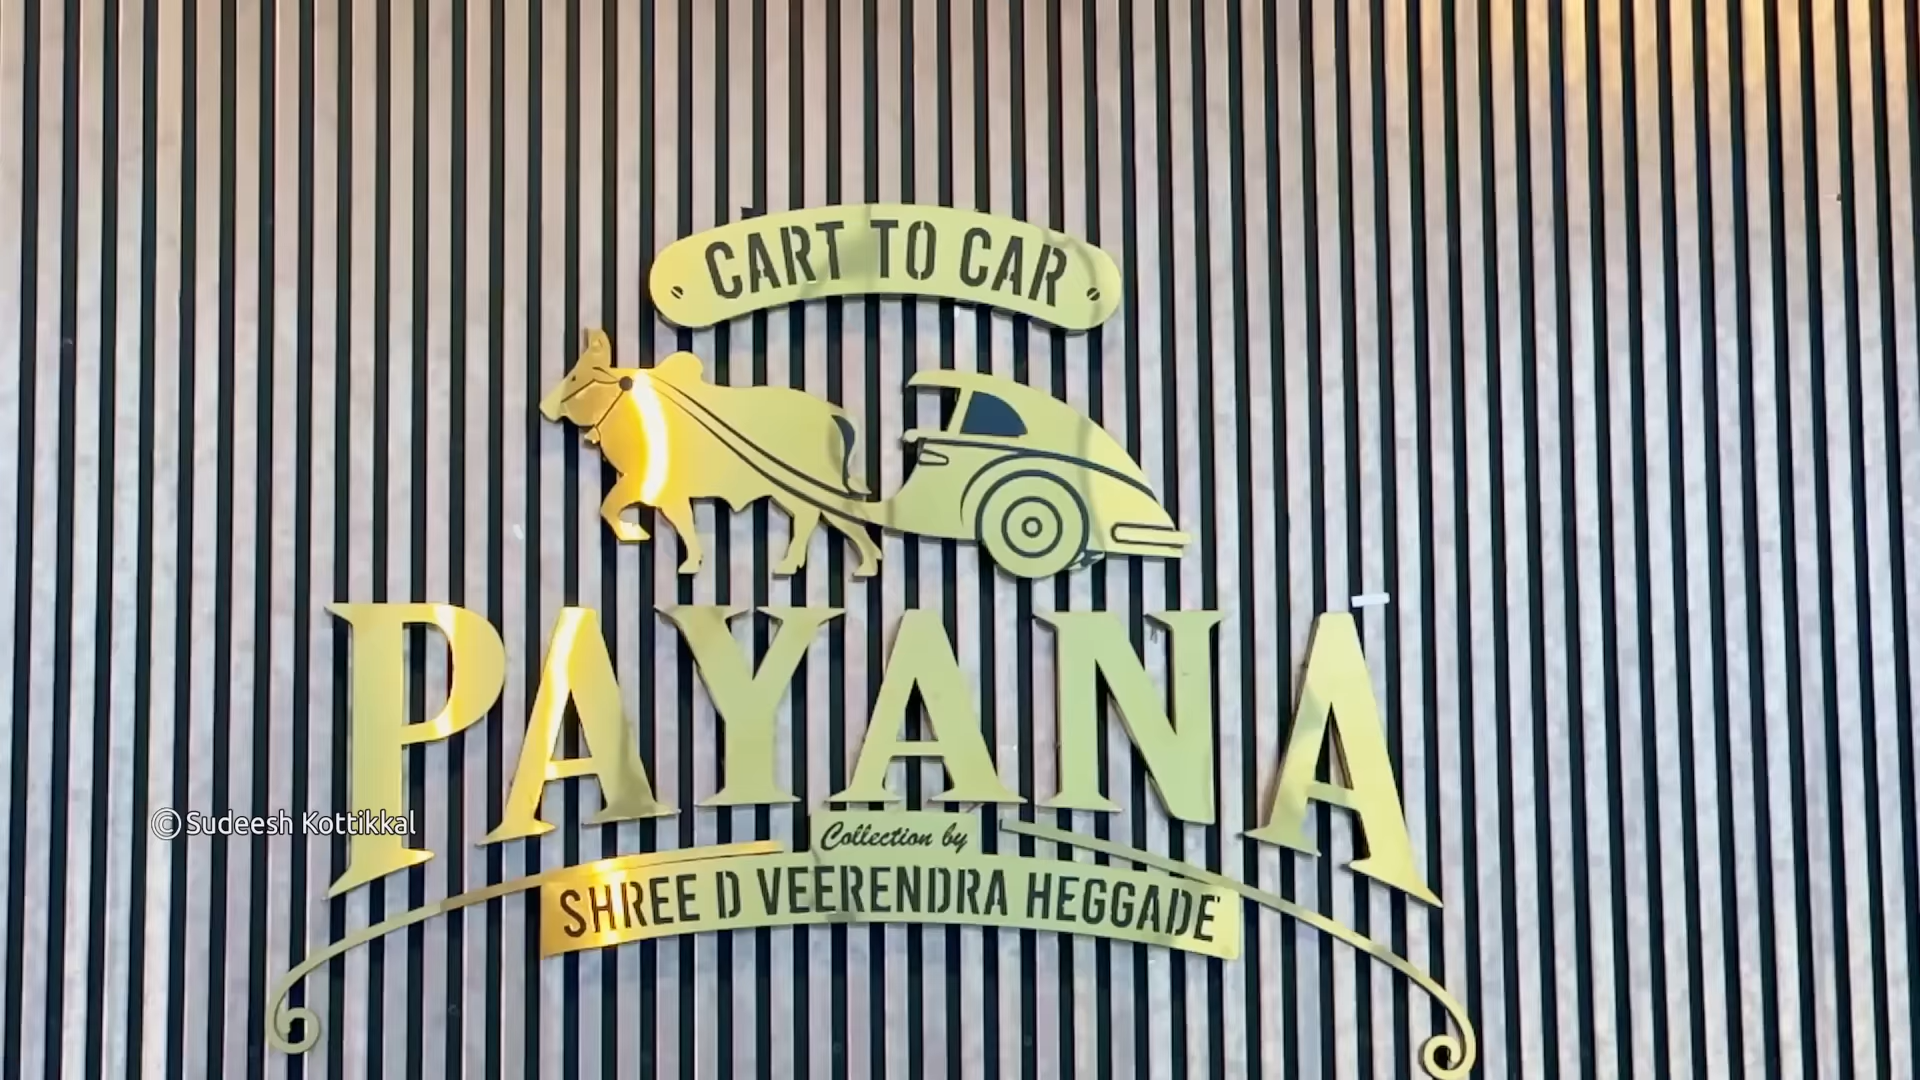 CART TO CAR
PAYANA
©Sudeesh Kottikkal
Collection by
SHREE D VEERENDRA HEGGADE